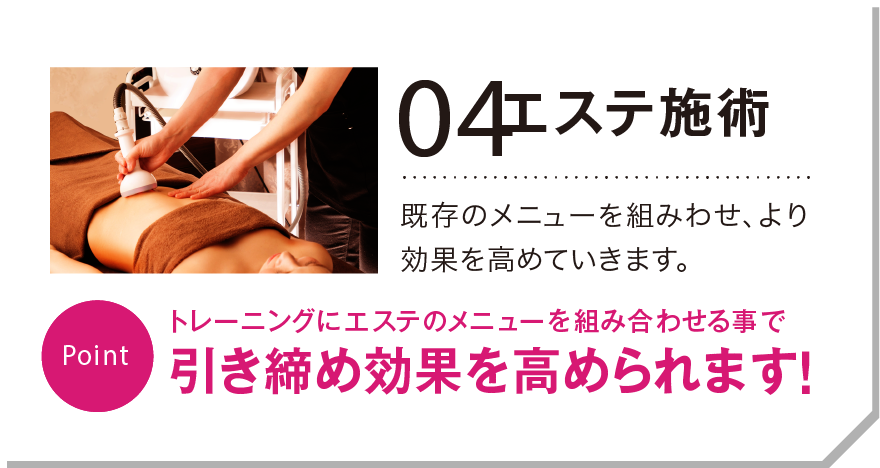 04エステ施術
既存のメニューを組みわせ、より
効果を高めていきます。
Point
トレーニングにエステのメニューを組み合わせる事で
引き締め効果を高められます!